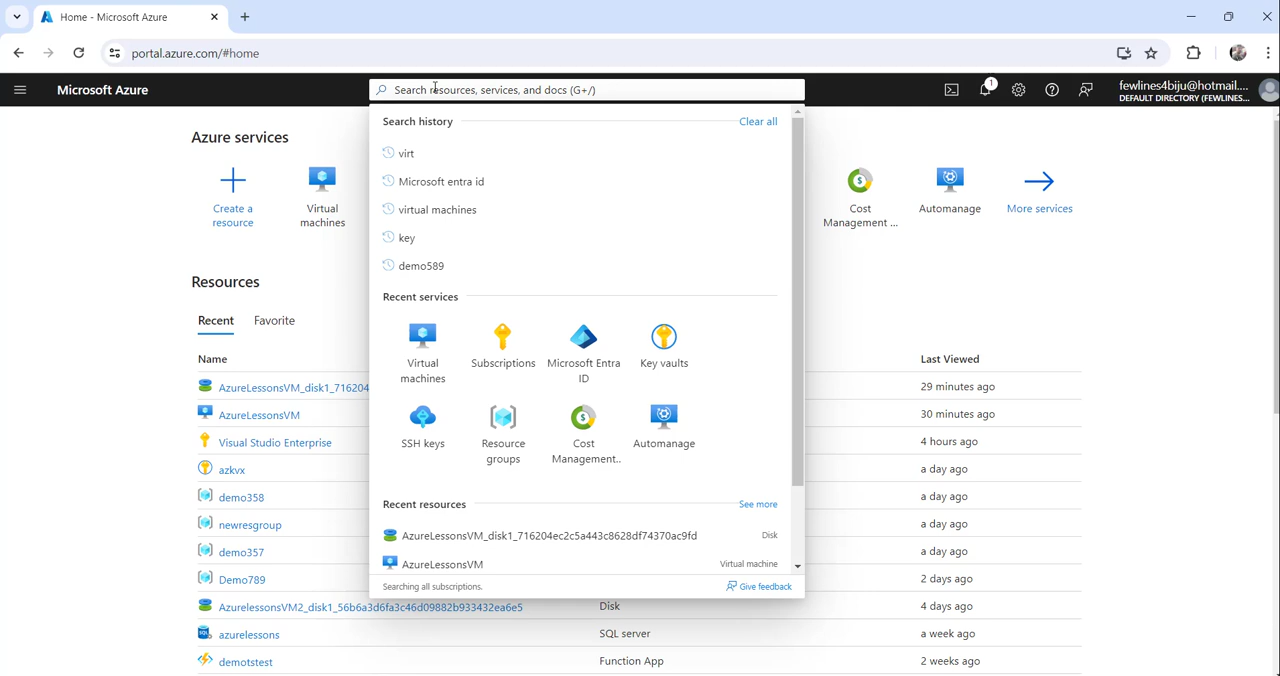 Home - Microsoft Azure
portal.azure.com/#home
Microsoft Azure
Search resources, services, and docs (G+/)
1
fewlines4biju@hotmail....
DEFAULT DIRECTORY (FEWLINES...
Search history
Clear all
virt
Microsoft entra id
virtual machines
key
demo589
Recent services
Virtual
machines
Subscriptions
Microsoft Entra
ID
Key vaults
SSH keys
Resource
groups
Cost
Management..
Automanage
Recent resources
See more
AzureLessonsVM_disk1_716204ec2c5a443c8628df74370ac9fd
Disk
AzureLessonsVM
Virtual machine
Searching all subscriptions.
Give feedback
Azure services
Create a
resource
Virtual
machines
Cost
Management ...
Automanage
More services
Resources
Recent
Favorite
Name
Last Viewed
AzureLessonsVM_disk1_716204
29 minutes ago
AzureLessonsVM
30 minutes ago
Visual Studio Enterprise
4 hours ago
azkvx
a day ago
demo358
a day ago
newresgroup
a day ago
demo357
a day ago
Demo789
2 days ago
AzurelessonsVM2_disk1_56b6a3d6fa3c46d09882b933432ea6e5
Disk
4 days ago
azurelessons
SQL server
a week ago
demotstest
Function App
2 weeks ago